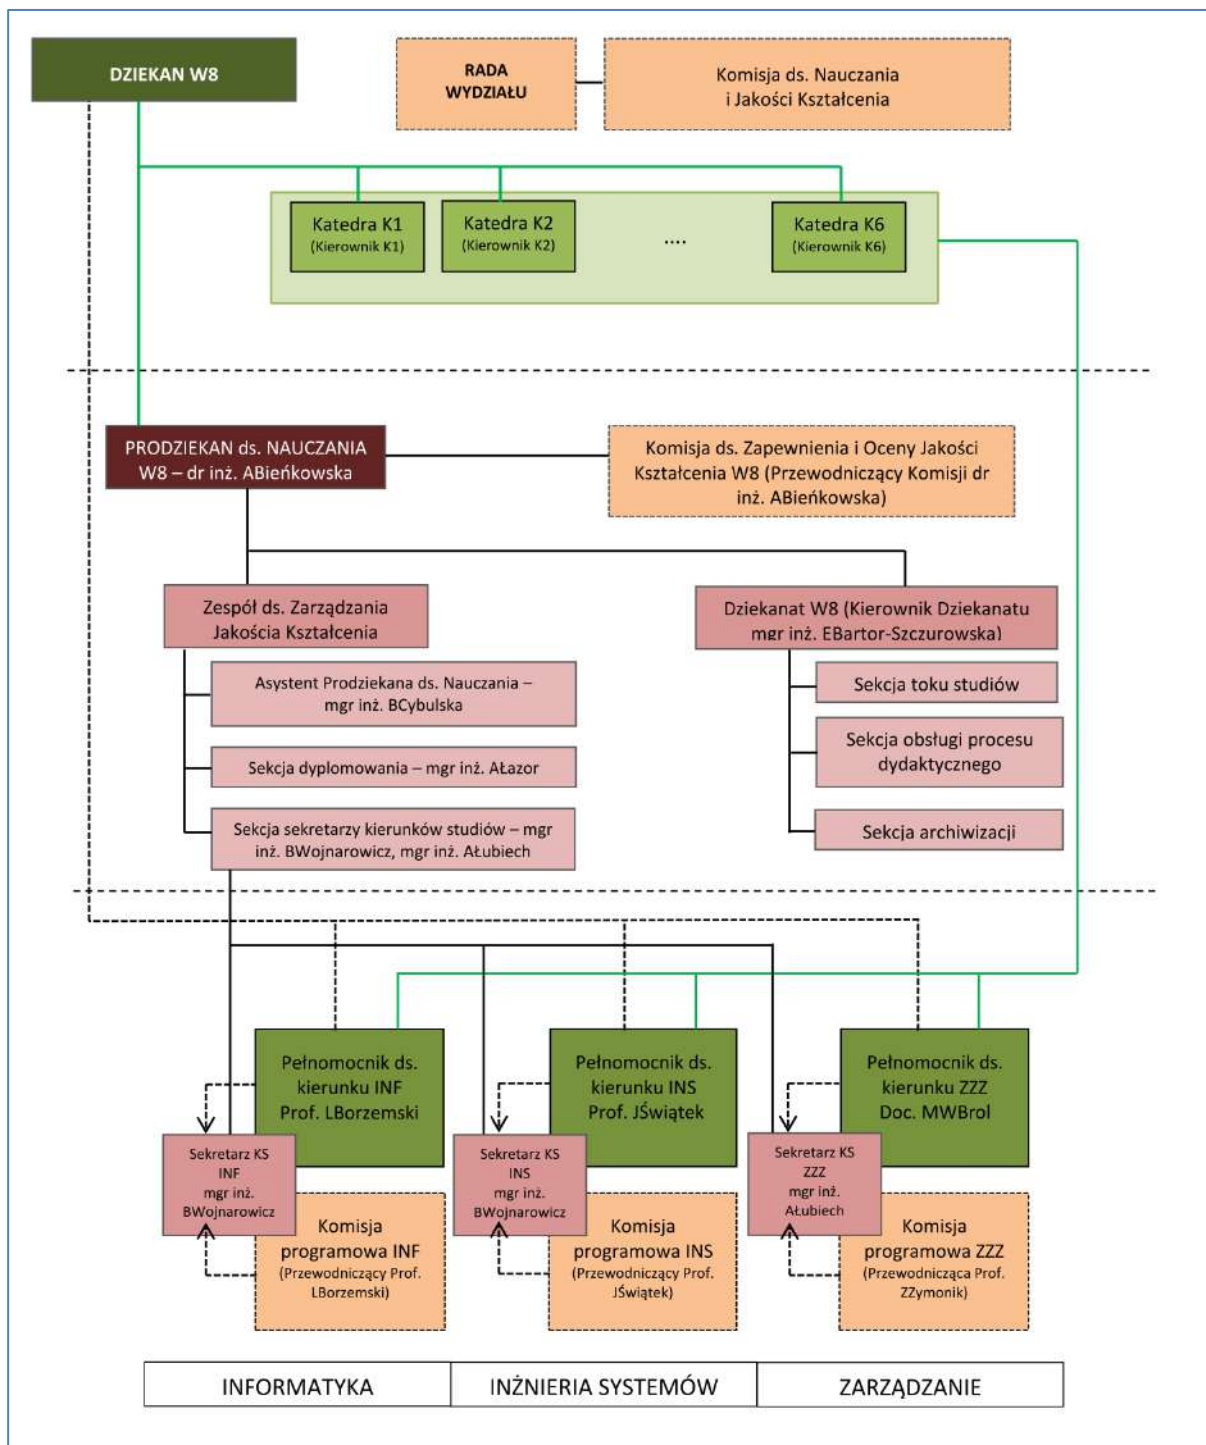 DZIEKAN W8
RADA
WYDZIAŁU
Komisja ds. Nauczania
i Jakości Kształcenia
Katedra K1
(Kierownik K1)
Katedra K2
(Kierownik K2)
....
Katedra K6
(Kierownik K6)
PRODZIEKAN ds. NAUCZANIA
W8 – dr inż. ABieńkowska
Komisja ds. Zapewnienia i Oceny Jakości
Kształcenia W8 (Przewodniczący Komisji dr
inż. ABieńkowska)
Zespół ds. Zarządzania
Jakościa Kształcenia
Dziekanat W8 (Kierownik Dziekanatu
mgr inż. EBartor-Szczurowska)
Asystent Prodziekana ds. Nauczania –
mgr inż. BCybulska
Sekcja dyplomowania – mgr inż. AŁazor
Sekcja sekretarzy kierunków studiów – mgr
inż. BWojnarowicz, mgr inż. AŁubiech
Sekcja toku studiów
Sekcja obsługi procesu
dydaktycznego
Sekcja archiwizacji
Pełnomocnik ds.
kierunku INF
Prof. LBorzemski
Sekretarz KS
INF
mgr inż.
BWojnarowicz
Komisja
programowa INF
(Przewodniczący Prof.
LBorzemski)
Pełnomocnik ds.
kierunku INS
Prof. JŚwiątek
Sekretarz KS
INS
mgr inż.
BWojnarowicz
Komisja
programowa INS
(Przewodniczący Prof.
JŚwiątek)
Pełnomocnik ds.
kierunku ZZZ
Doc. MWBrol
Sekretarz KS
ZZZ
mgr inż.
AŁubiech
Komisja
programowa ZZZ
(Przewodnicząca Prof.
ZZymonik)
INFORMATYKA
INŻNIERIA SYSTEMÓW
ZARZĄDZANIE